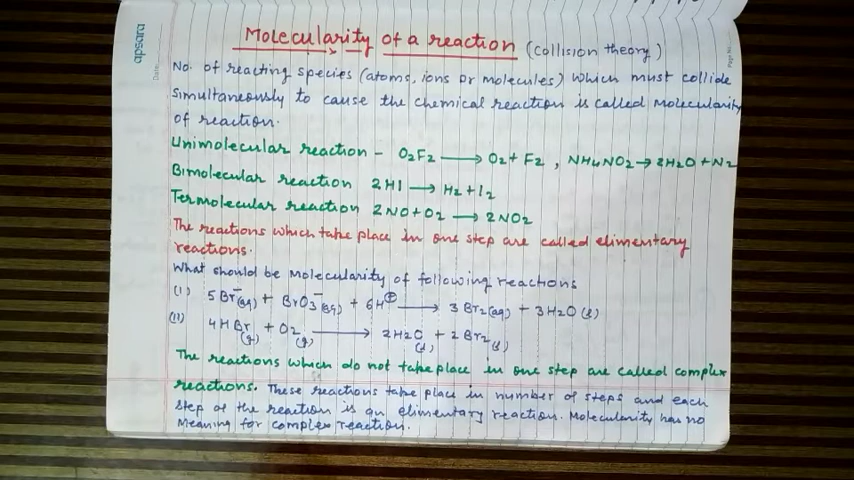 apsara
Date:
Page No.:
Molecularity of a reaction (Collision theory)
No. of reacting species (atoms, ions or molecules) which must collide
simultaneously to cause the chemical reaction is called Molecularity
of reaction.
Unimolecular reaction - O₂F₂ ⟶ O₂ + F₂ , NH₄NO₂ → 2H₂O + N₂
Bimolecular reaction 2HI ⟶ H₂ + I₂
Termolecular reaction 2NO + O₂ ⟶ 2NO₂
The reactions which take place in one step are called elimentary
reactions.
What should be Molecularity of following reactions
(I) 5Br⁻(aq) + BrO₃⁻(aq) + 6H⊕ ⟶ 3Br₂(aq) + 3H₂O(l)
(II) 4HBr(g) + O₂(g) ⟶ 2H₂O(l) + 2Br₂(l)
The reactions which do not take place in one step are called complex
reactions. These reactions take place in number of steps and each
step of the reaction is an elimentary reaction. Molecularity has no
Meaning for complex reaction.